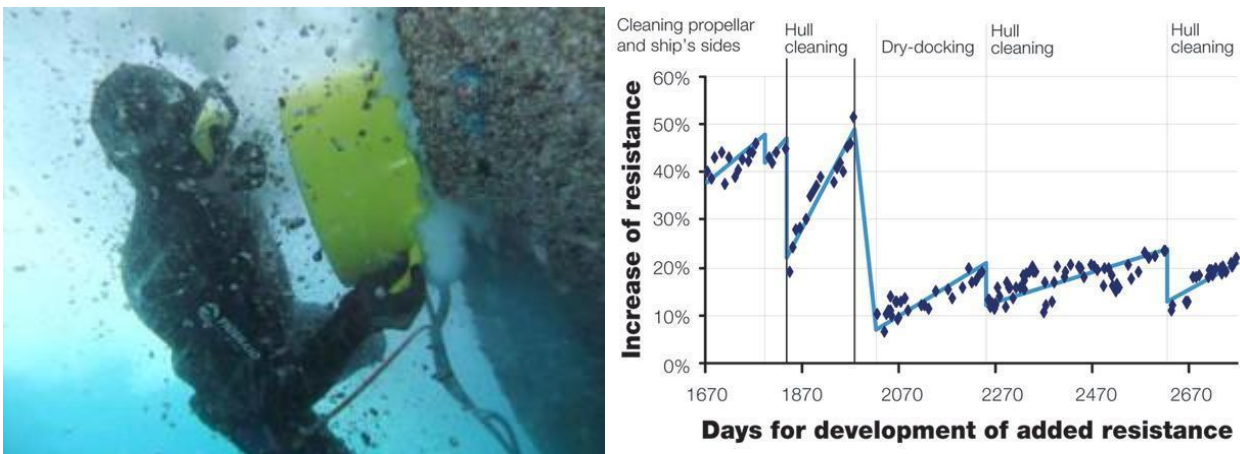 Cleaning propellar
and ship's sides
Hull
cleaning
Dry-docking
Hull
cleaning
Hull
cleaning
Increase of resistance
60%
50%
40%
30%
20%
10%
0%
1670
1870
2070
2270
2470
2670
Days for development of added resistance